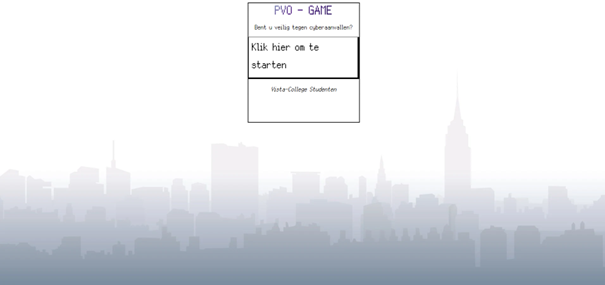 PVO - GAME
Bent u veilig tegen cyberaanvallen?
Klik hier om te
starten
Vista-College Studenten